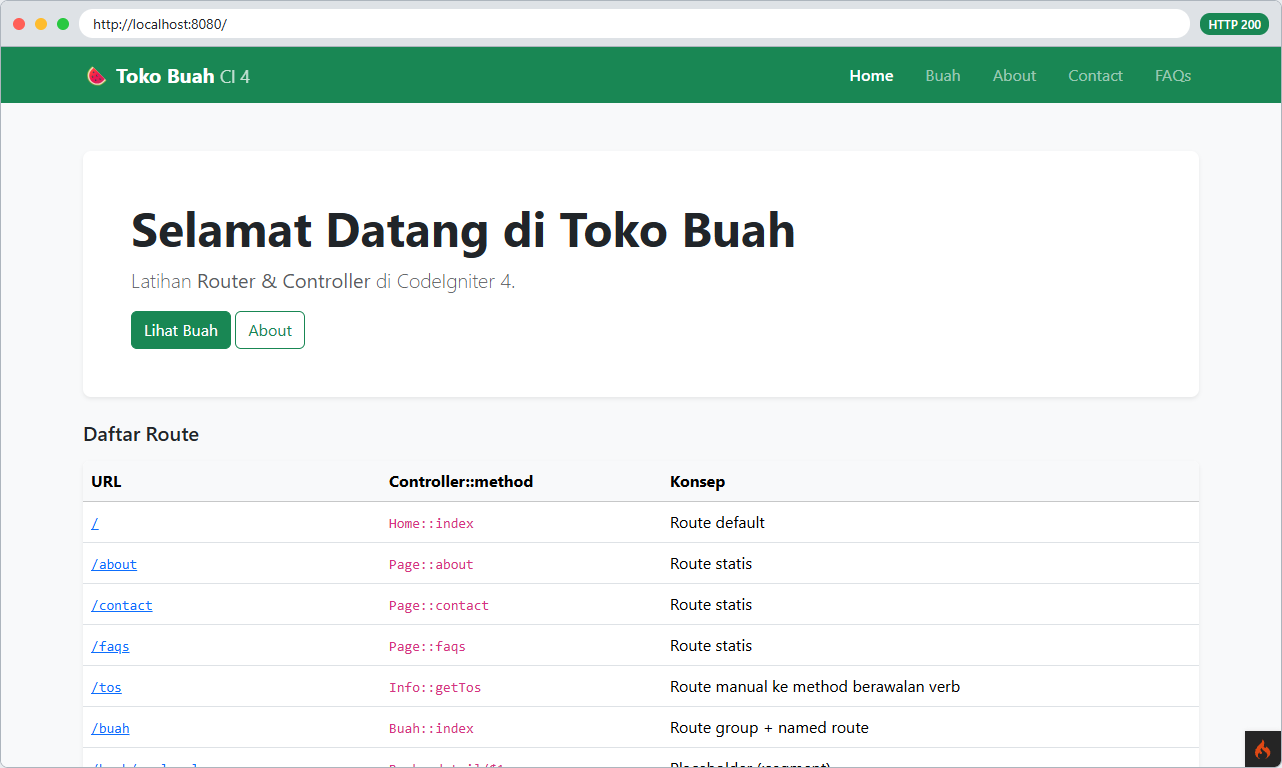 http://localhost:8080/
HTTP 200
Toko Buah CI 4
Home Buah About Contact FAQs
Selamat Datang di Toko Buah
Latihan Router & Controller di CodeIgniter 4.
Lihat Buah About
Daftar Route
URL Controller::method Konsep
/ Home::index Route default
/about Page::about Route statis
/contact Page::contact Route statis
/faqs Page::faqs Route statis
/tos Info::getTos Route manual ke method berawalan verb
/buah Buah::index Route group + named route
Placeholder (:segment)